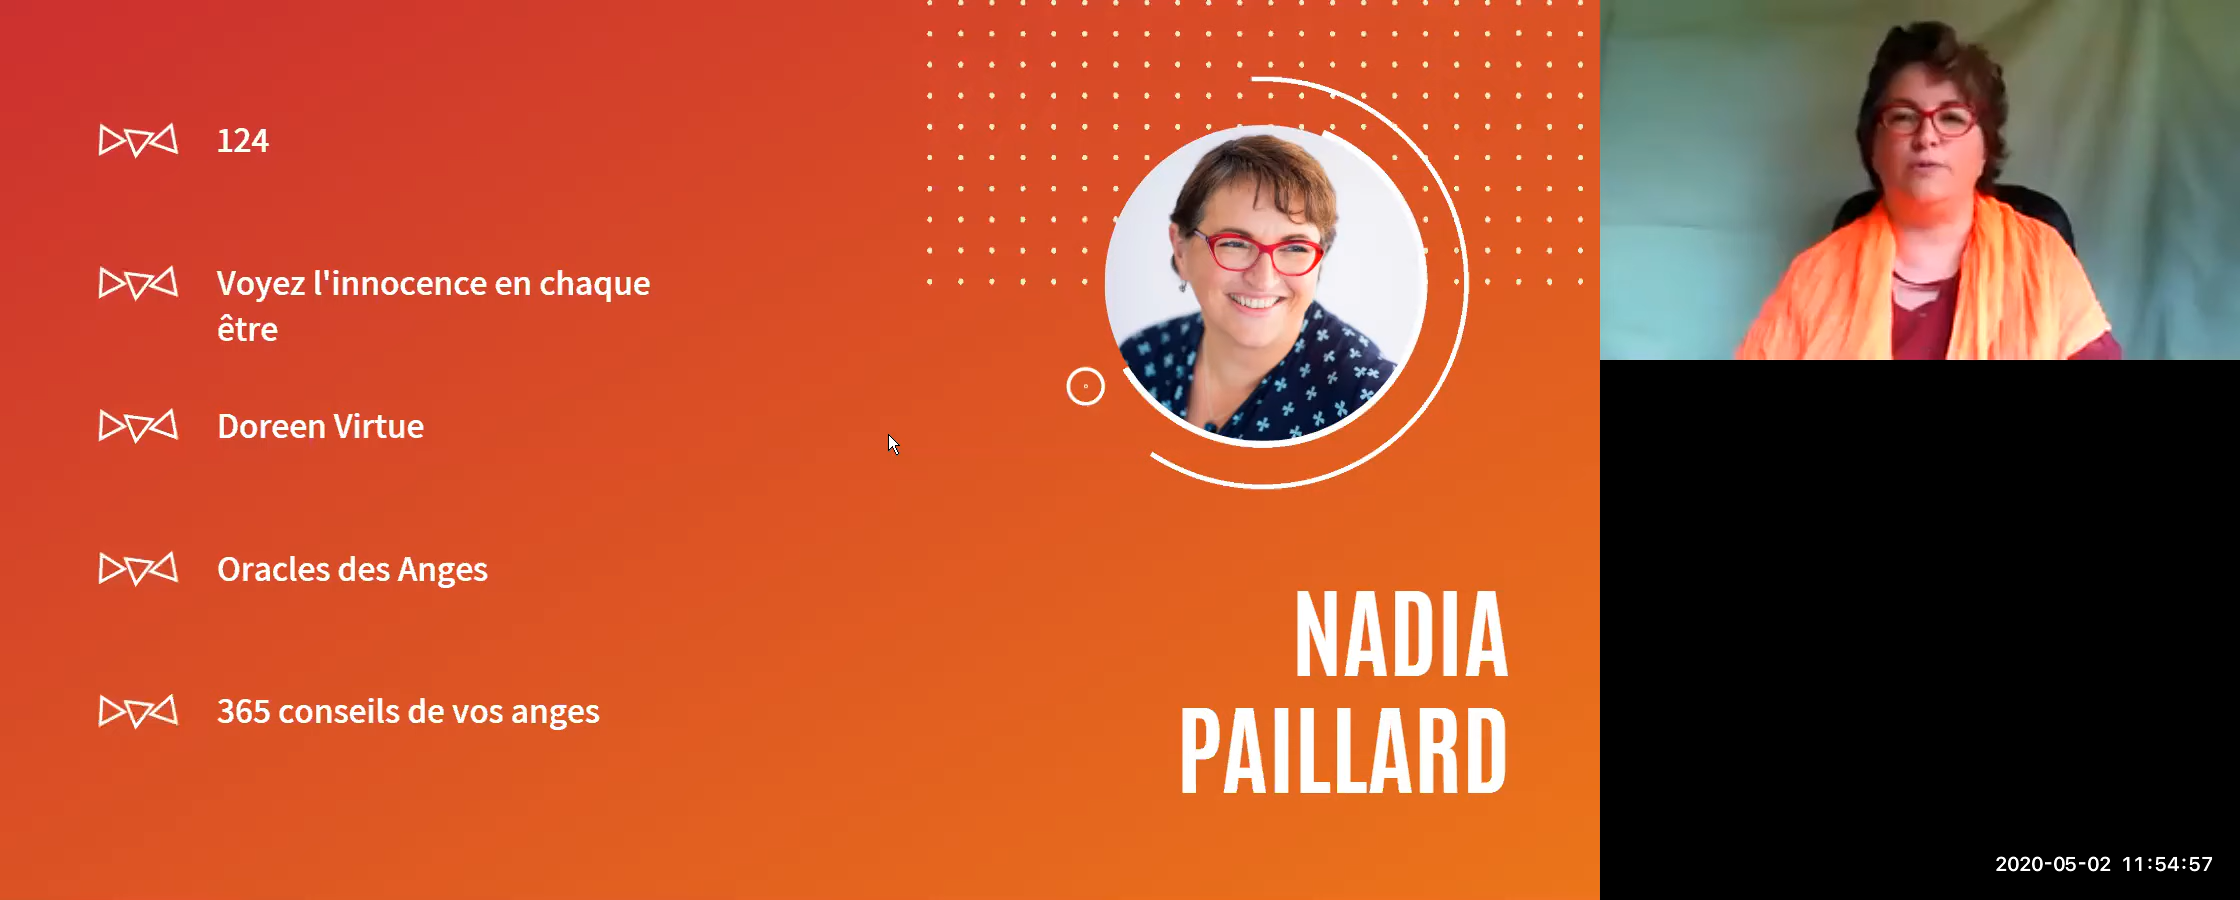 124
Voyez l'innocence en chaque
être
Doreen Virtue
Oracles des Anges
365 conseils de vos anges
NADIA
PAILLARD
2020-05-02 11:54:57